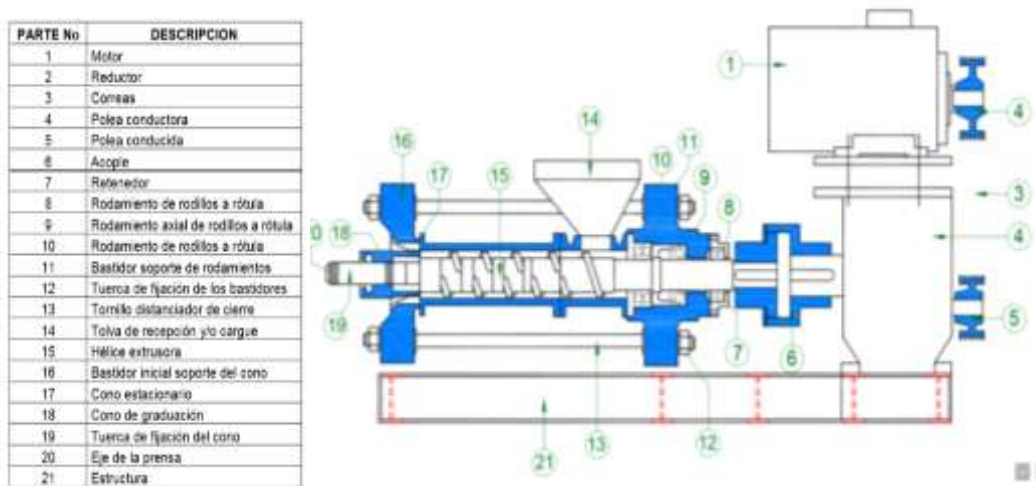 PARTE No DESCRIPCION
1 Motor
2 Reductor
3 Correas
4 Polea conductora
5 Polea conducida
6 Acople
7 Retenedor
8 Rodamiento de rodillos a rótula
9 Rodamiento axial de rodillos a rótula
10 Rodamiento de rodillos a rótula
11 Bastidor soporte de rodamientos
12 Tuerca de fijación de los bastidores
13 Tornillo distanciador de cierre
14 Tolva de recepción y/o cargue
15 Hélice extrusora
16 Bastidor inicial soporte del cono
17 Cono estacionario
18 Cono de graduación
19 Tuerca de fijación del cono
20 Eje de la prensa
21 Estructura
1
4
14
11
16
10
17
15
9
3
8
18
0
4
19
5
7
6
21
13
12